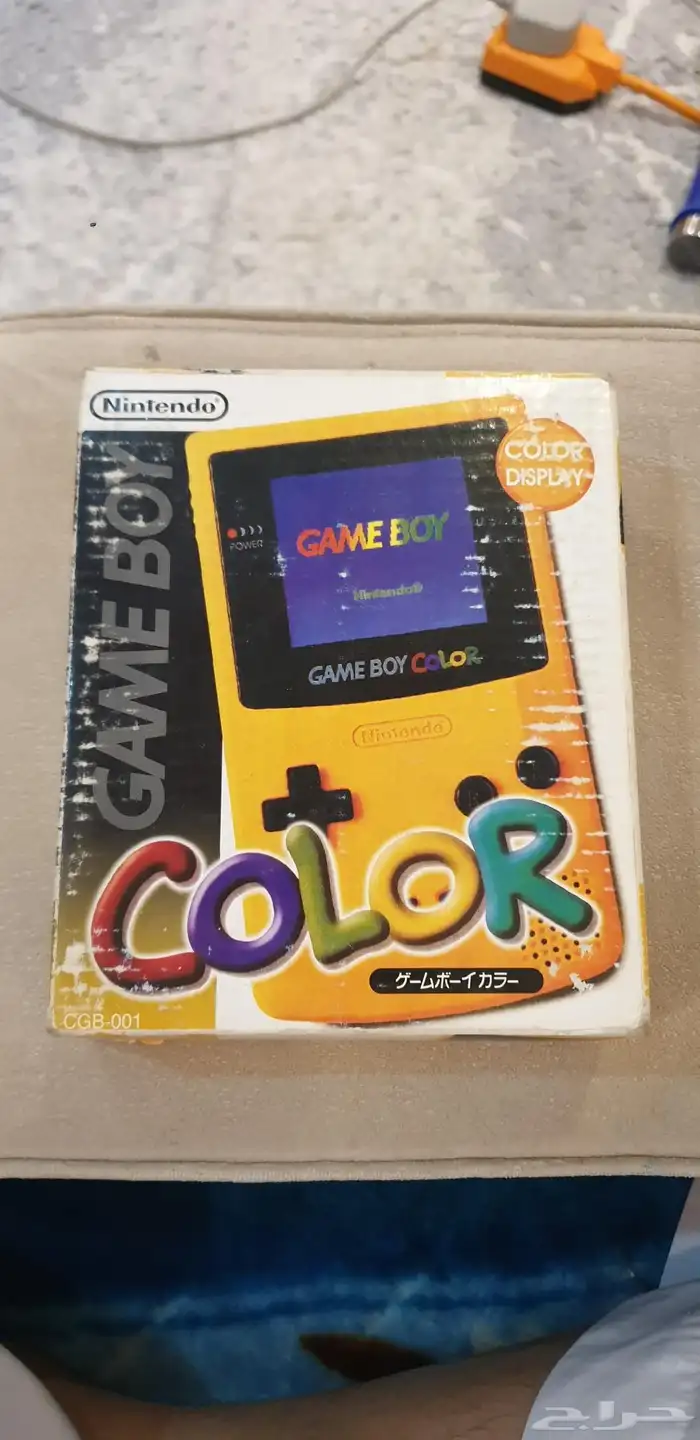 Nintendo®
GAME BOY
COLOR
DISPLAY
POWER
GAME BOY
Nintendo®
GAME BOY COLOR
Nintendo
COLOR
ゲームボーイカラー
CGB-001
حراج